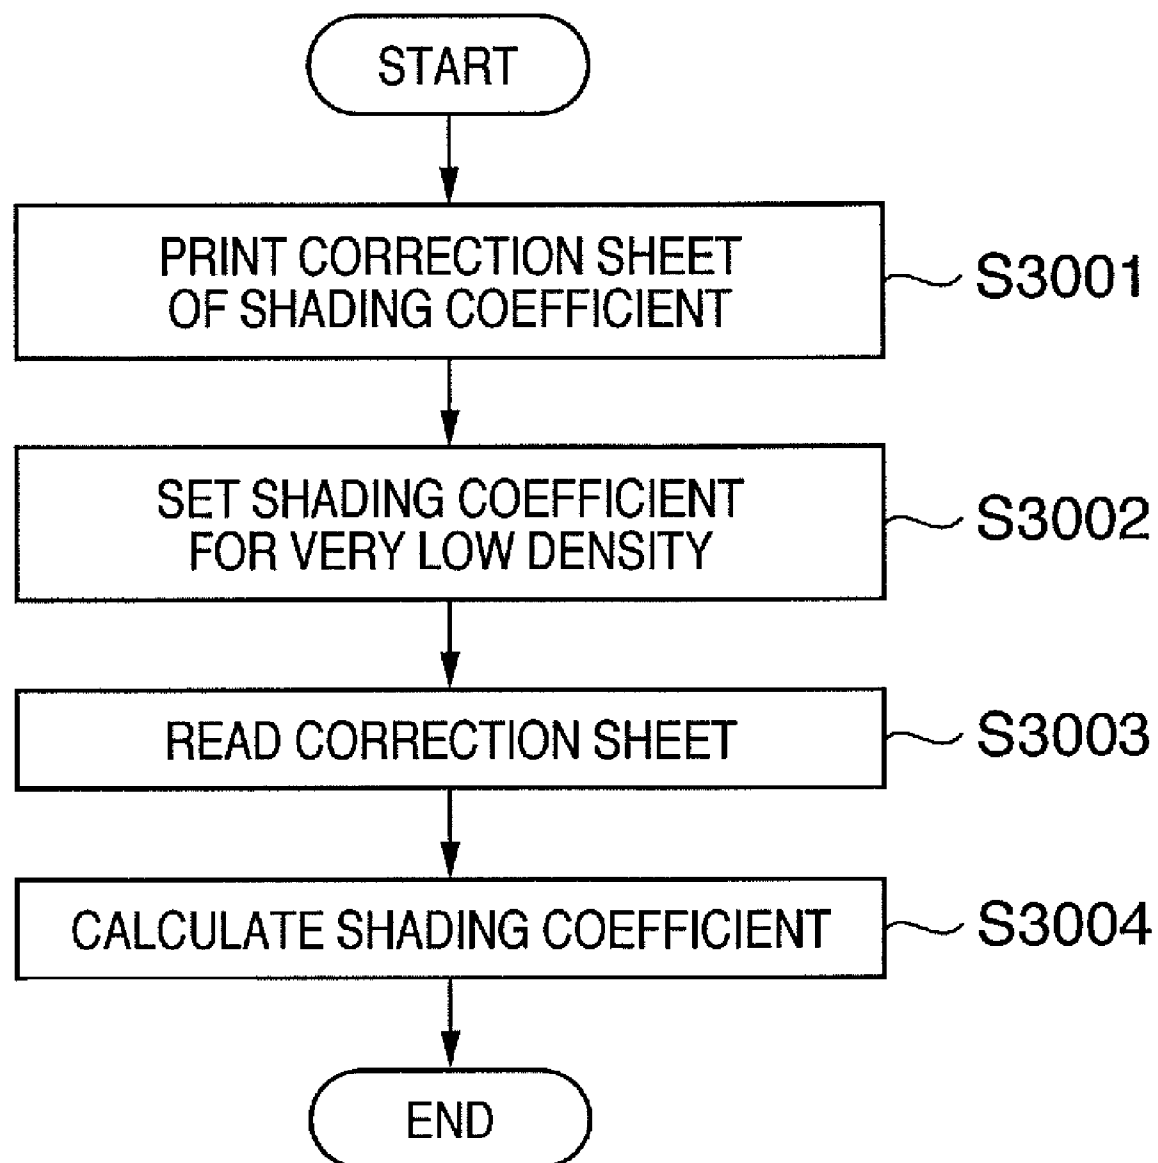 START
PRINT CORRECTION SHEET
OF SHADING COEFFICIENT
S3001
SET SHADING COEFFICIENT
FOR VERY LOW DENSITY
S3002
READ CORRECTION SHEET
S3003
CALCULATE SHADING COEFFICIENT
S3004
END